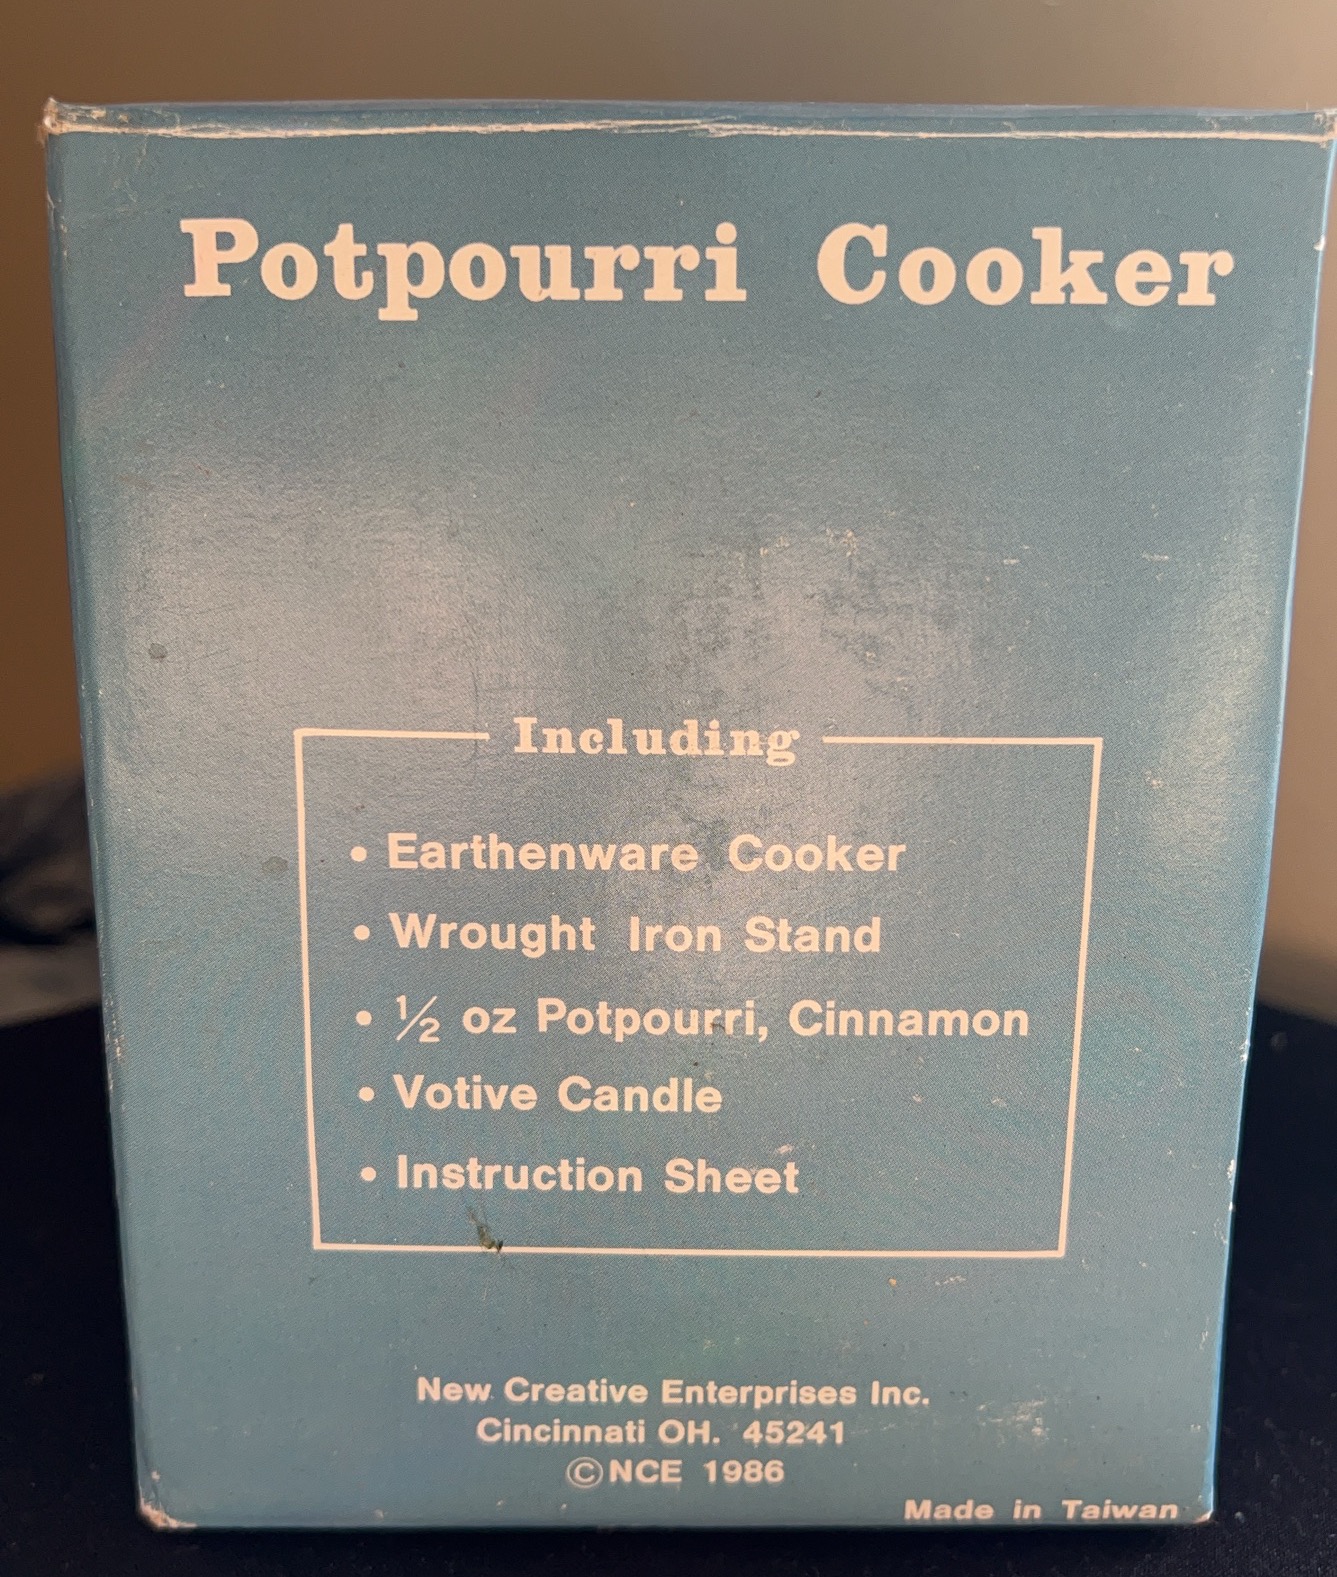 Potpourri Cooker
Including
• Earthenware Cooker
• Wrought Iron Stand
• ½ oz Potpourri, Cinnamon
• Votive Candle
• Instruction Sheet
New Creative Enterprises Inc.
Cincinnati OH. 45241
©NCE 1986
Made in Taiwan